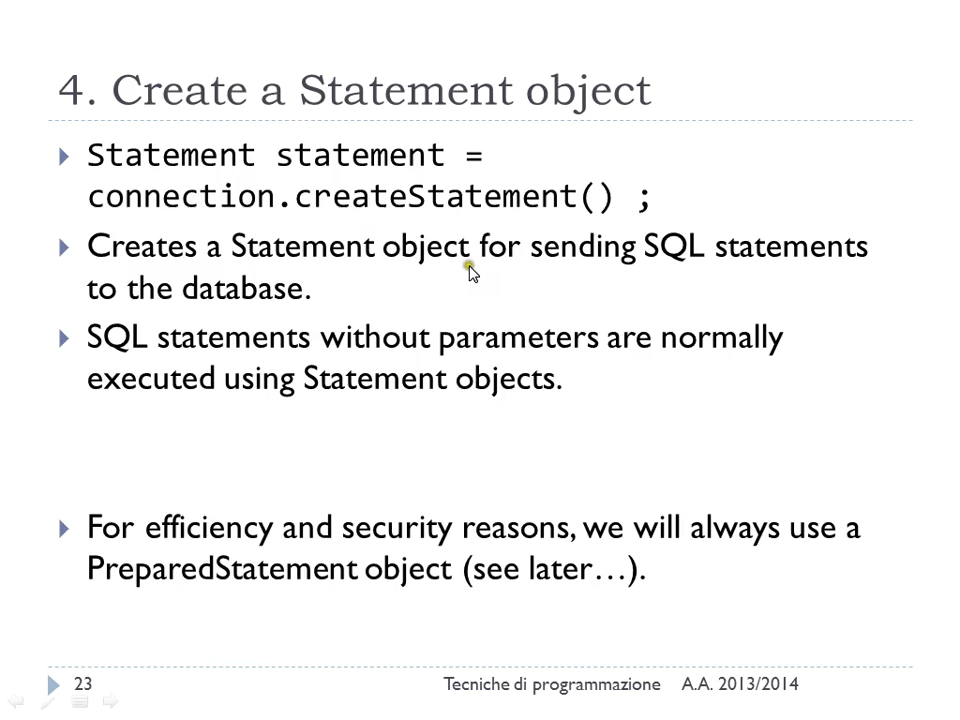 4. Create a Statement object
Statement statement =
connection.createStatement() ;
Creates a Statement object for sending SQL statements
to the database.
SQL statements without parameters are normally
executed using Statement objects.
For efficiency and security reasons, we will always use a
PreparedStatement object (see later…).
23 Tecniche di programmazione A.A. 2013/2014